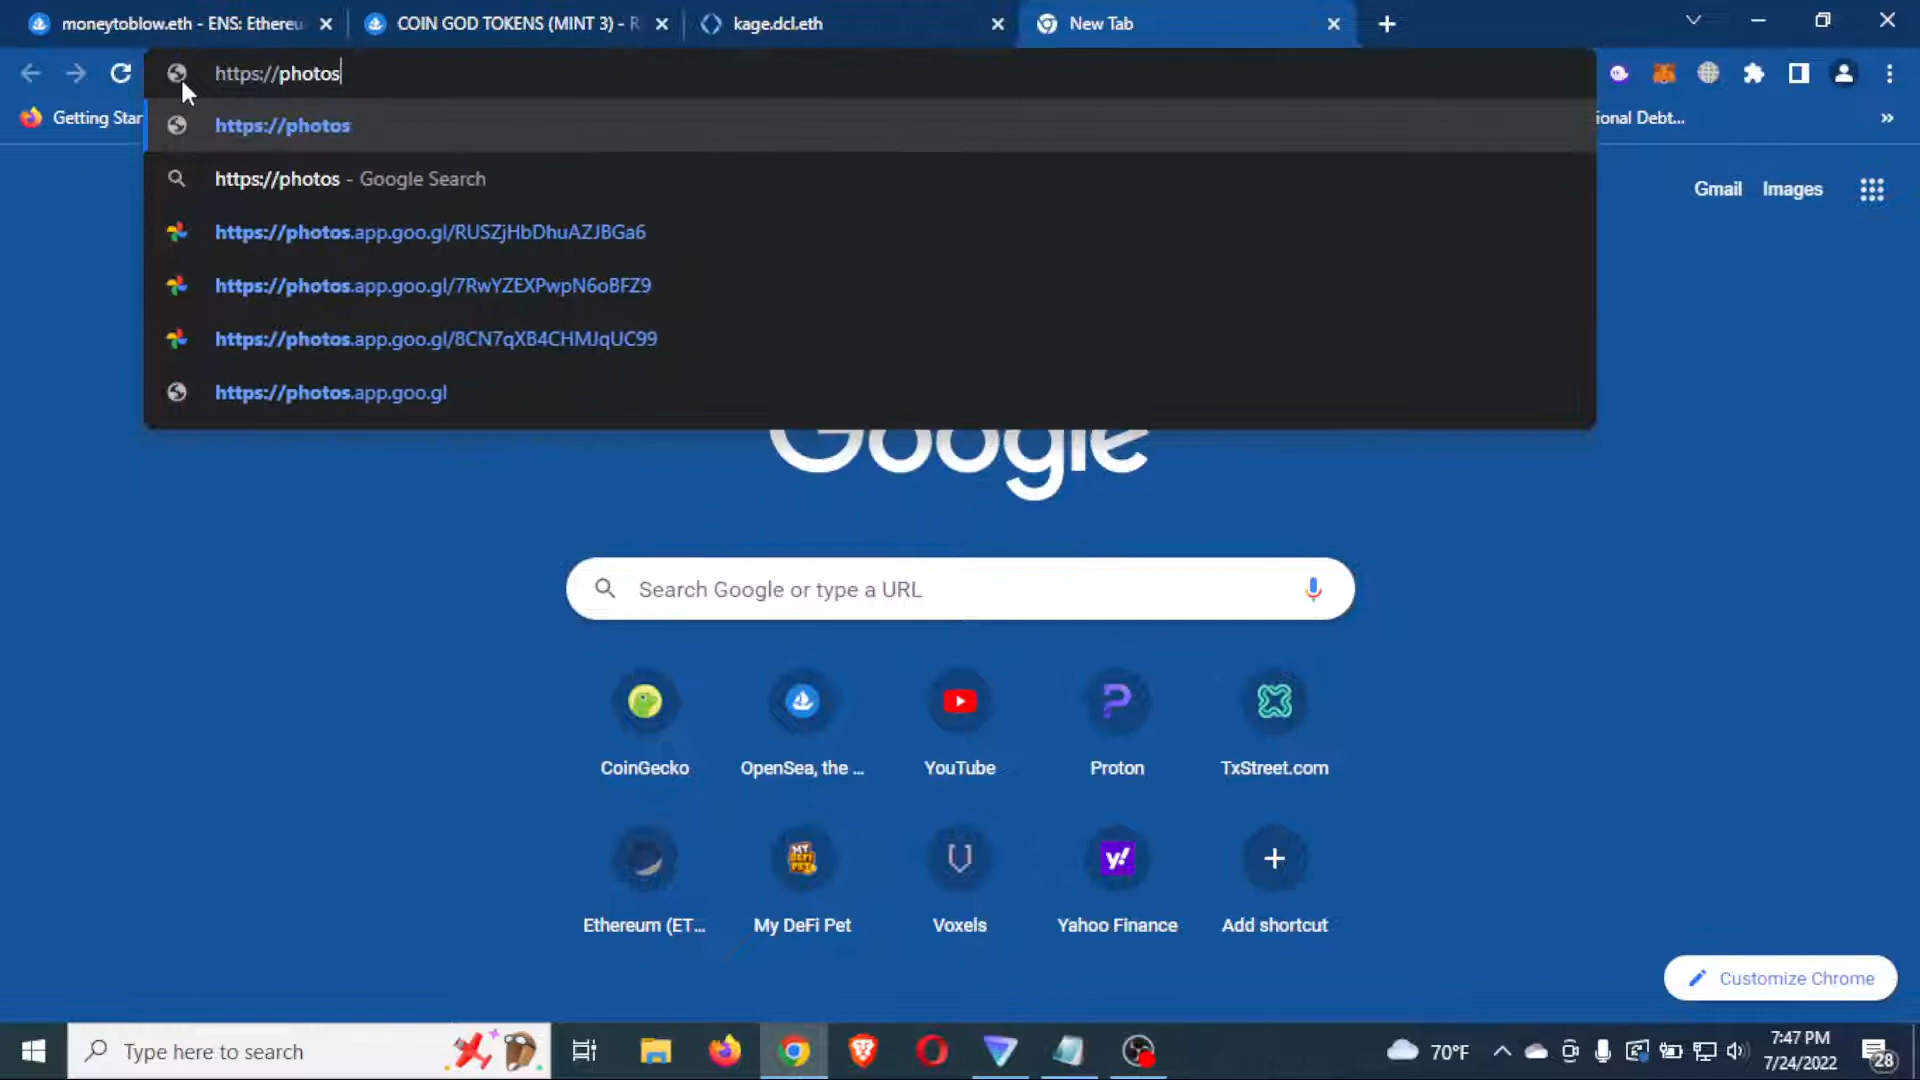 moneytoblow.eth - ENS: Ethereu
COIN GOD TOKENS (MINT 3) - R
kage.dcl.eth
New Tab
https://photos
Getting Star
ional Debt...
»
https://photos
https://photos - Google Search
https://photos.app.goo.gl/RUSZjHbDhuAZJBGa6
https://photos.app.goo.gl/7RwYZEXPwpN6oBFZ9
https://photos.app.goo.gl/8CN7qXB4CHMJqUC99
https://photos.app.goo.gl
Gmail Images
Google
Search Google or type a URL
CoinGecko
OpenSea, the ...
YouTube
Proton
TxStreet.com
Ethereum (ET...
My DeFi Pet
Voxels
Yahoo Finance
Add shortcut
Customize Chrome
Type here to search
70°F
7:47 PM
7/24/2022
28